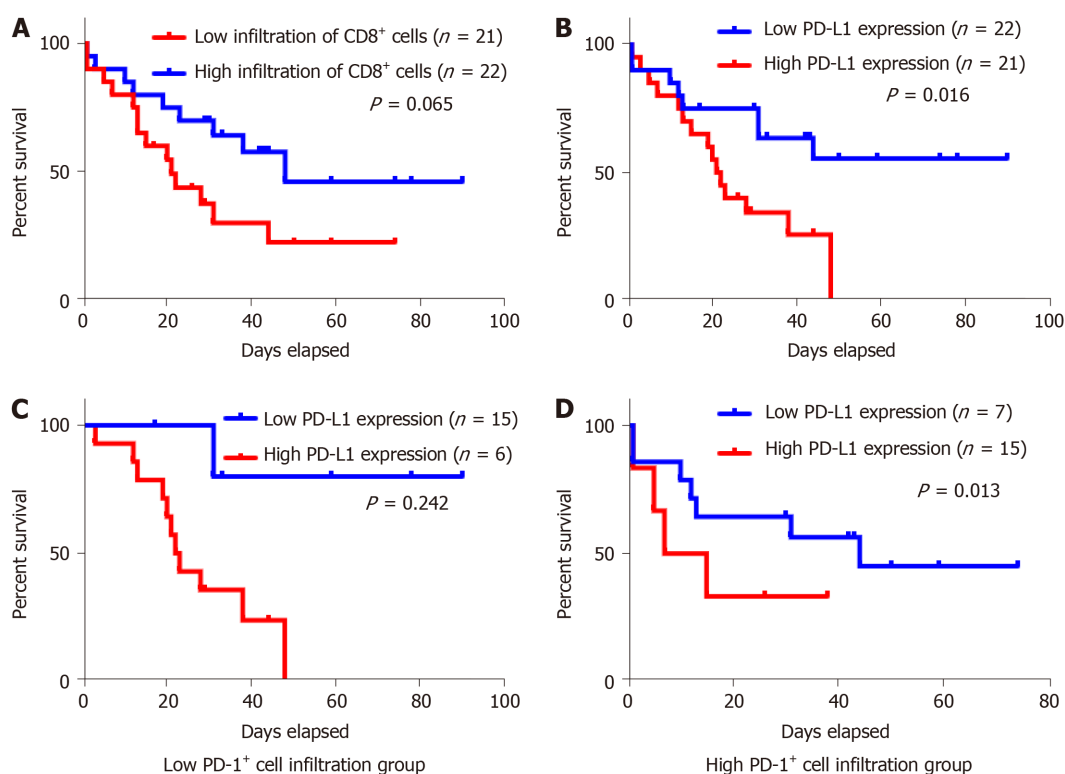 A
Low infiltration of CD8⁺ cells (n = 21)
High infiltration of CD8⁺ cells (n = 22)
P = 0.065
Percent survival
100
50
0
0 20 40 60 80 100
Days elapsed
B
Low PD-L1 expression (n = 22)
High PD-L1 expression (n = 21)
P = 0.016
Percent survival
100
50
0
0 20 40 60 80 100
Days elapsed
C
Low PD-L1 expression (n = 15)
High PD-L1 expression (n = 6)
P = 0.242
Percent survival
100
50
0
0 20 40 60 80 100
Days elapsed
Low PD-1⁺ cell infiltration group
D
Low PD-L1 expression (n = 7)
High PD-L1 expression (n = 15)
P = 0.013
Percent survival
100
50
0
0 20 40 60 80
Days elapsed
High PD-1⁺ cell infiltration group